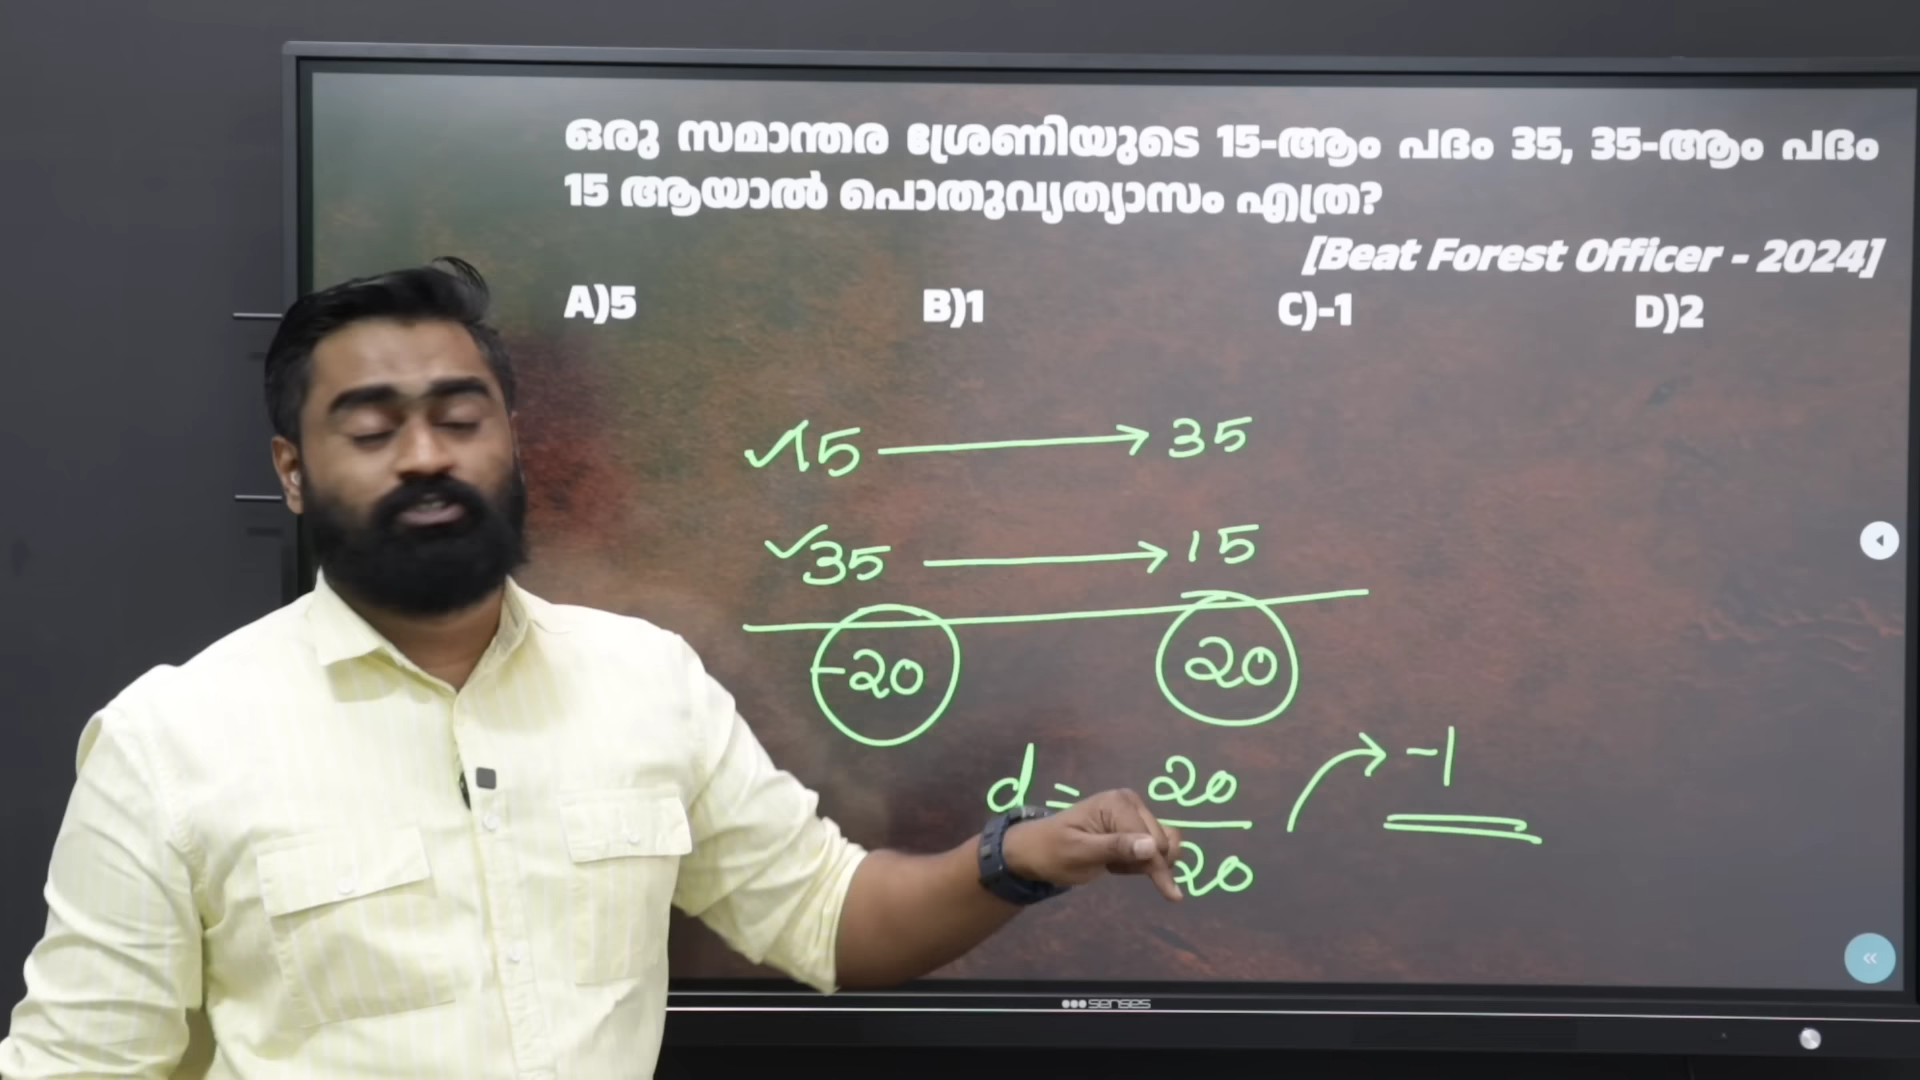 ഒരു സമാന്തര ശ്രേണിയുടെ 15-ആം പദം 35, 35-ആം പദം
15 ആയാൽ പൊതുവ്യത്യാസം എത്ര?
[Beat Forest Officer - 2024]
A)5 B)1 C)-1 D)2
15 → 35
35 → 15
-20 20
d = 20 → -1
20
senses